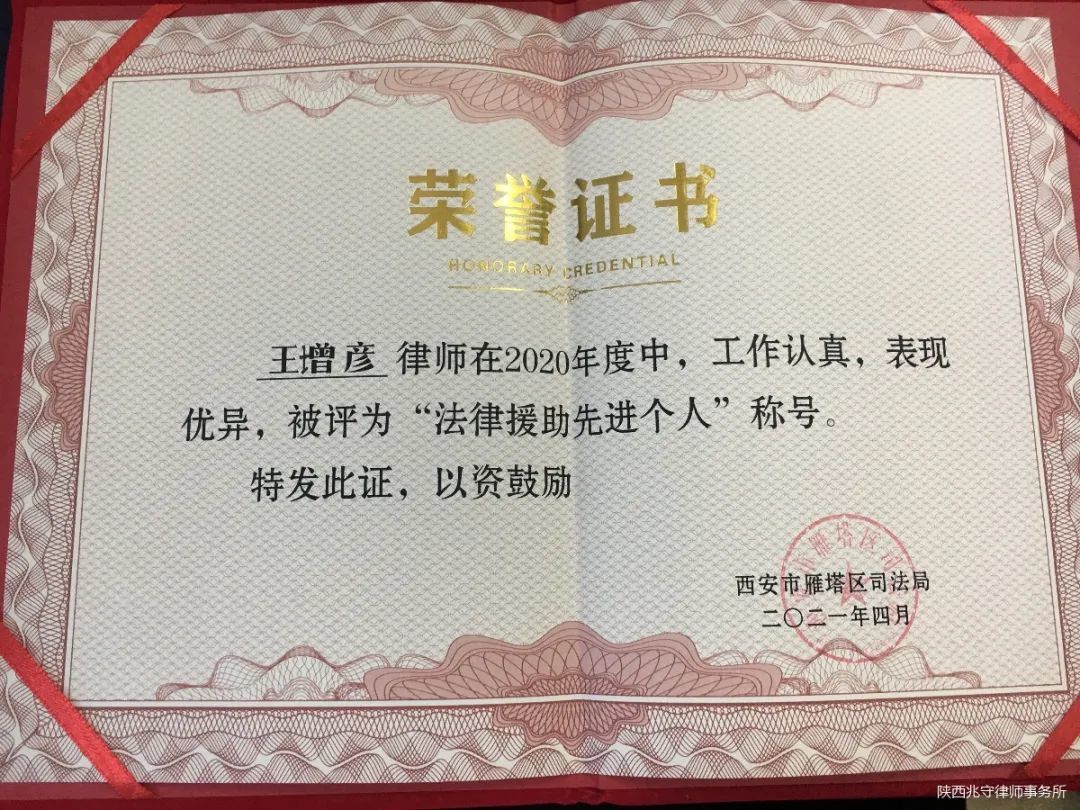 荣誉证书
HONORARY CREDENTIAL
王增彦 律师在2020年度中，工作认真，表现
优异，被评为“法律援助先进个人”称号。
特发此证，以资鼓励
西安市雁塔区司法局
二〇二一年四月
陕西兆守律师事务所